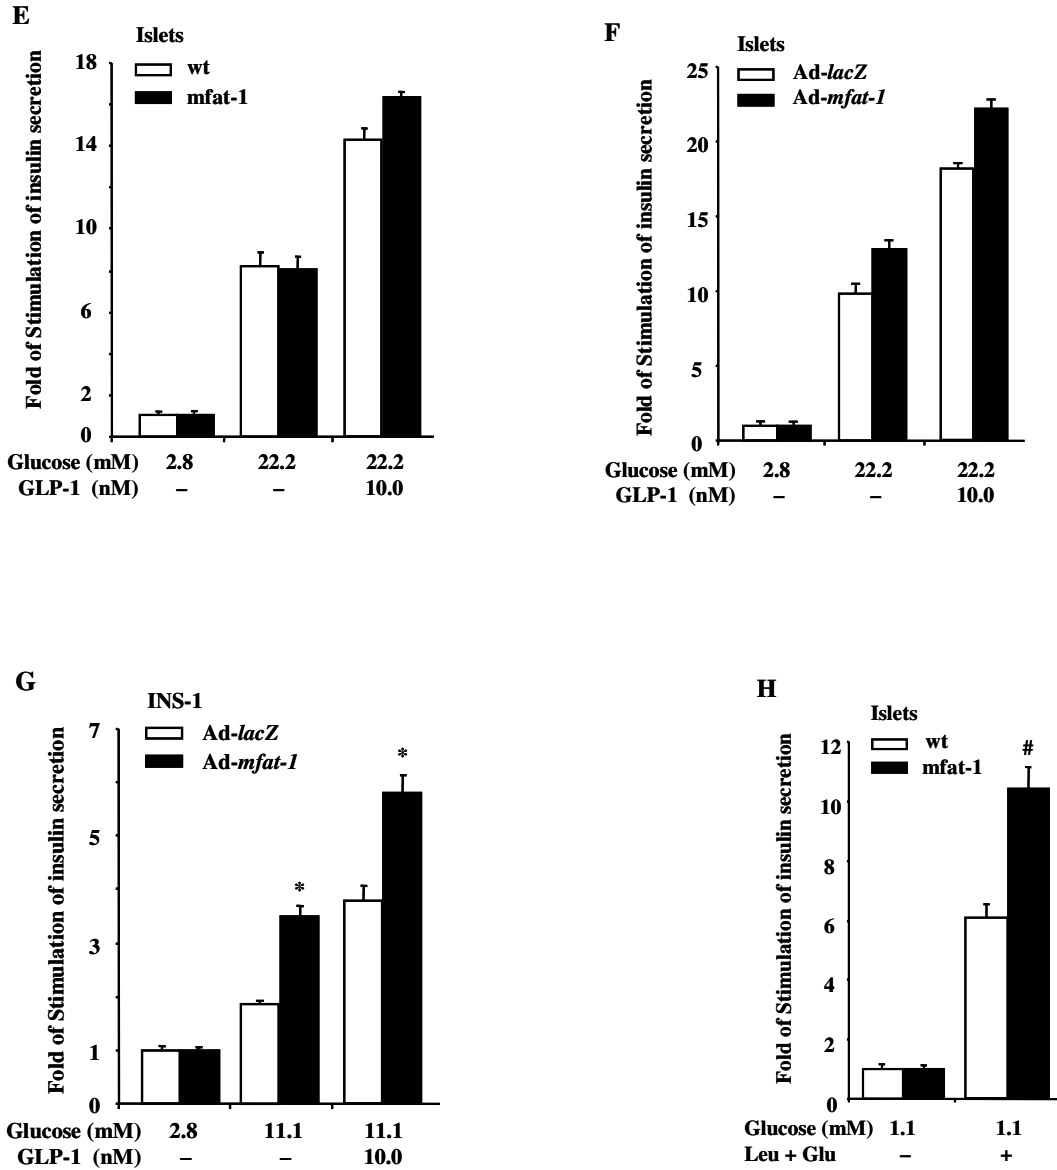 E
Islets
wt
mfat-1
Fold of Stimulation of insulin secretion
18
14
10
6
2
0
Glucose (mM) 2.8 22.2 22.2
GLP-1 (nM) – – 10.0
F
Islets
Ad-lacZ
Ad-mfat-1
Fold of Stimulation of insulin secretion
25
20
15
10
5
0
Glucose (mM) 2.8 22.2 22.2
GLP-1 (nM) – – 10.0
G
INS-1
Ad-lacZ
Ad-mfat-1
Fold of Stimulation of insulin secretion
7
5
3
1
0
*
*
Glucose (mM) 2.8 11.1 11.1
GLP-1 (nM) – – 10.0
H
Islets
wt
mfat-1
Fold of Stimulation of insulin secretion
12
10
8
6
4
2
0
#
Glucose (mM) 1.1 1.1
Leu + Glu – +